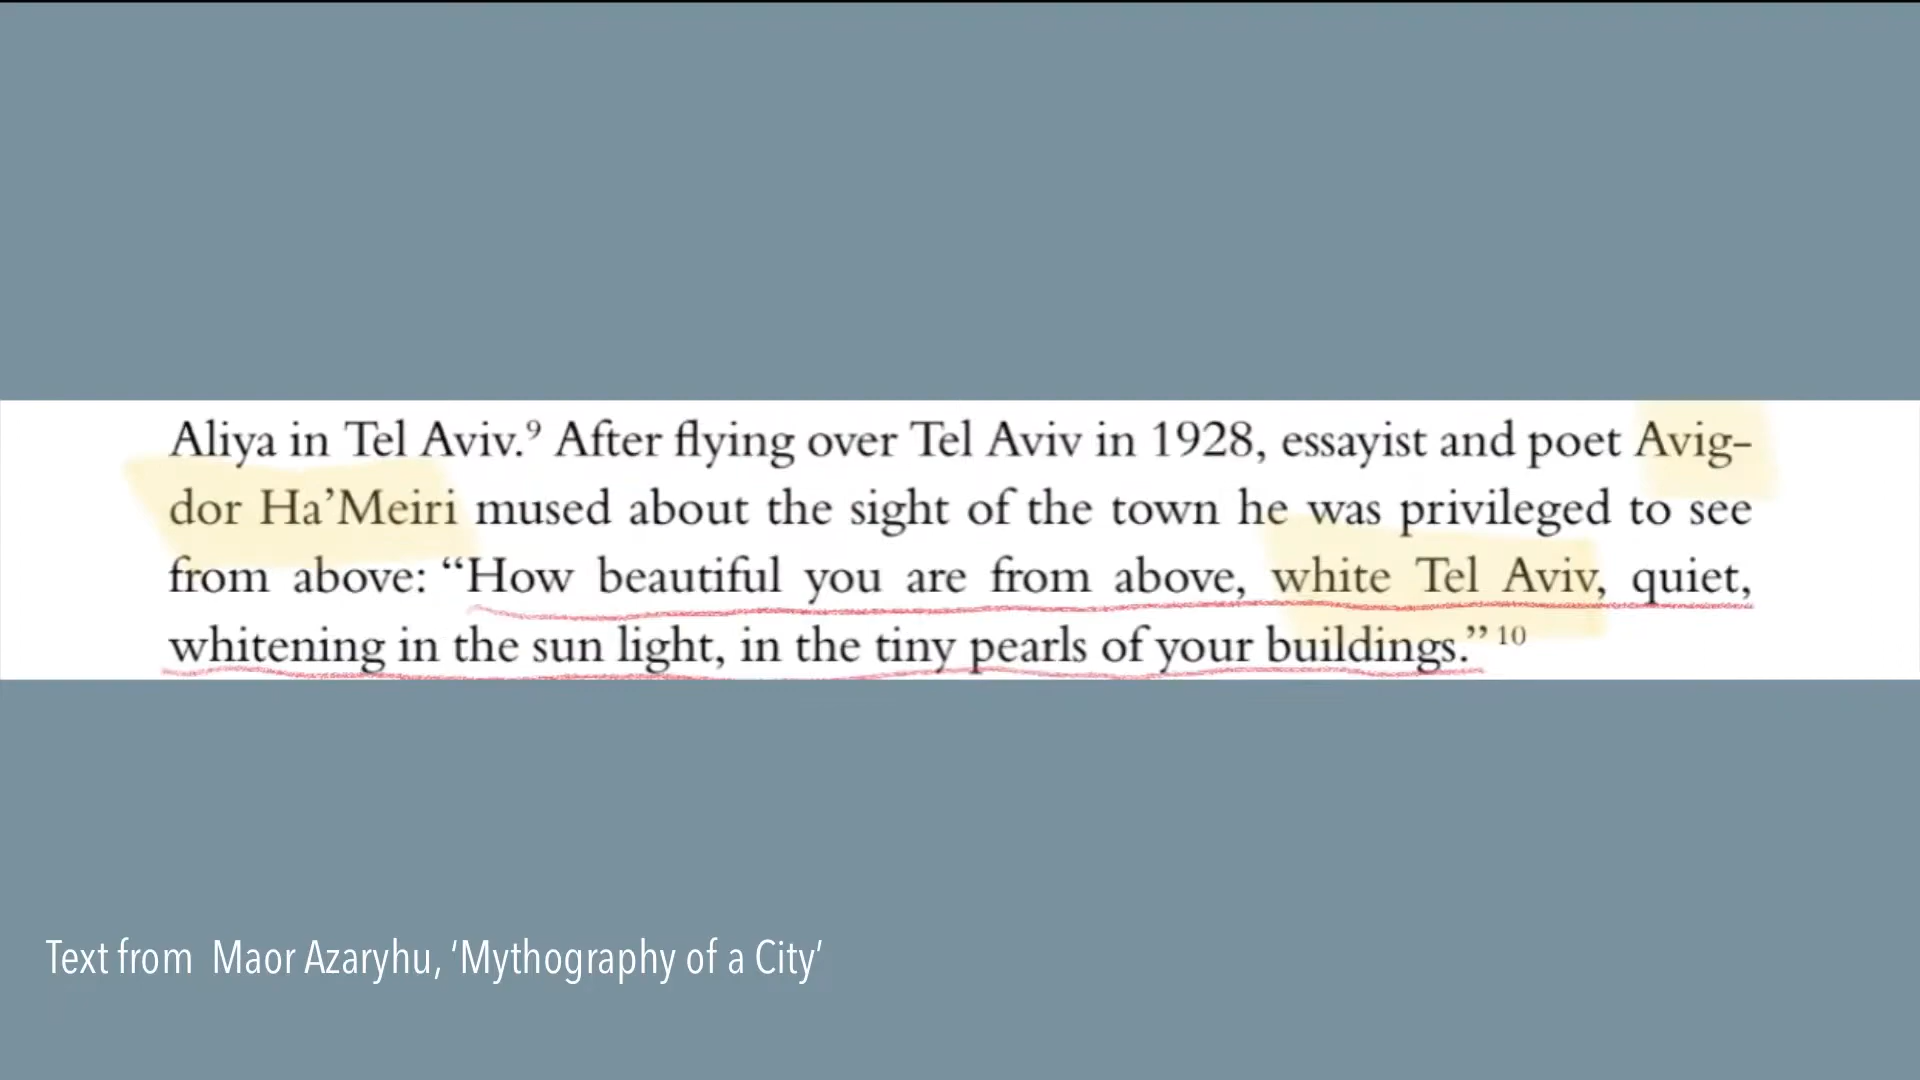 Aliya in Tel Aviv.⁹ After flying over Tel Aviv in 1928, essayist and poet Avig-
dor Ha’Meiri mused about the sight of the town he was privileged to see
from above: “How beautiful you are from above, white Tel Aviv, quiet,
whitening in the sun light, in the tiny pearls of your buildings.” ¹⁰
Text from Maor Azaryhu, ‘Mythography of a City’